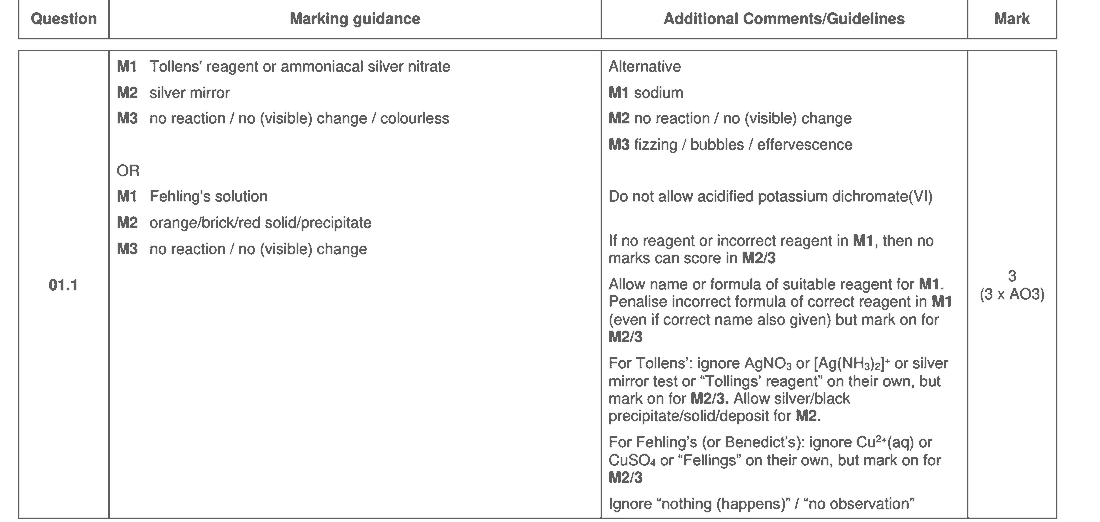 Question Marking guidance Additional Comments/Guidelines Mark
01.1
M1 Tollens' reagent or ammoniacal silver nitrate
M2 silver mirror
M3 no reaction / no (visible) change / colourless
OR
M1 Fehling's solution
M2 orange/brick/red solid/precipitate
M3 no reaction / no (visible) change
Alternative
M1 sodium
M2 no reaction / no (visible) change
M3 fizzing / bubbles / effervescence
Do not allow acidified potassium dichromate(VI)
If no reagent or incorrect reagent in M1, then no
marks can score in M2/3
Allow name or formula of suitable reagent for M1.
Penalise incorrect formula of correct reagent in M1
(even if correct name also given) but mark on for
M2/3
For Tollens': ignore AgNO₃ or [Ag(NH₃)₂]⁺ or silver
mirror test or “Tollings’ reagent” on their own, but
mark on for M2/3. Allow silver/black
precipitate/solid/deposit for M2.
For Fehling's (or Benedict's): ignore Cu²⁺(aq) or
CuSO₄ or “Fellings” on their own, but mark on for
M2/3
Ignore “nothing (happens)” / “no observation”
3
(3 x AO3)